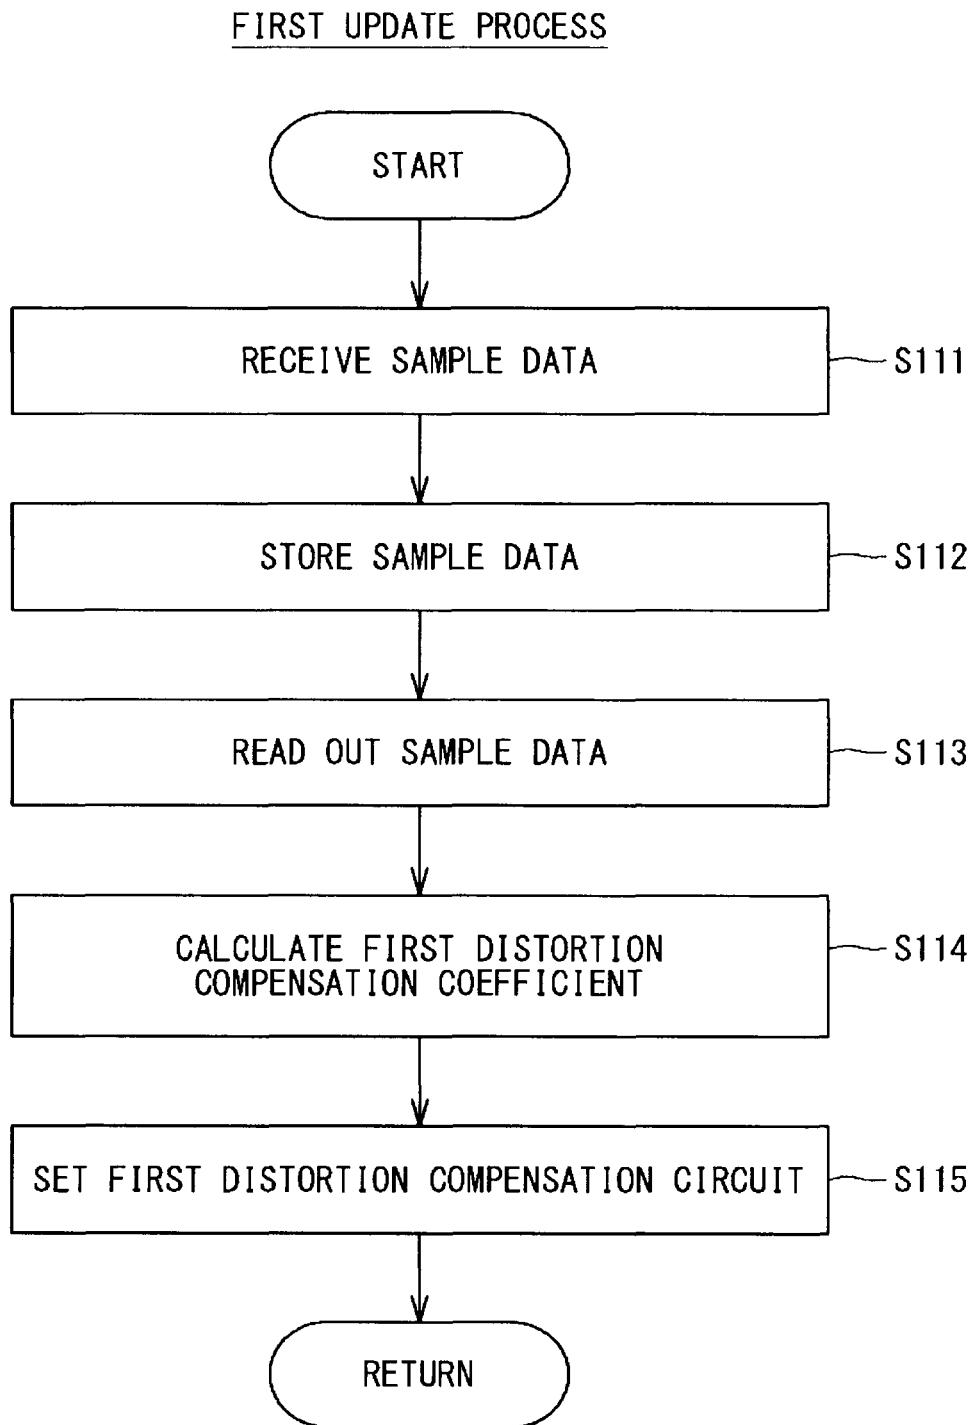 FIRST UPDATE PROCESS
START
RECEIVE SAMPLE DATA
S111
STORE SAMPLE DATA
S112
READ OUT SAMPLE DATA
S113
CALCULATE FIRST DISTORTION
COMPENSATION COEFFICIENT
S114
SET FIRST DISTORTION COMPENSATION CIRCUIT
S115
RETURN